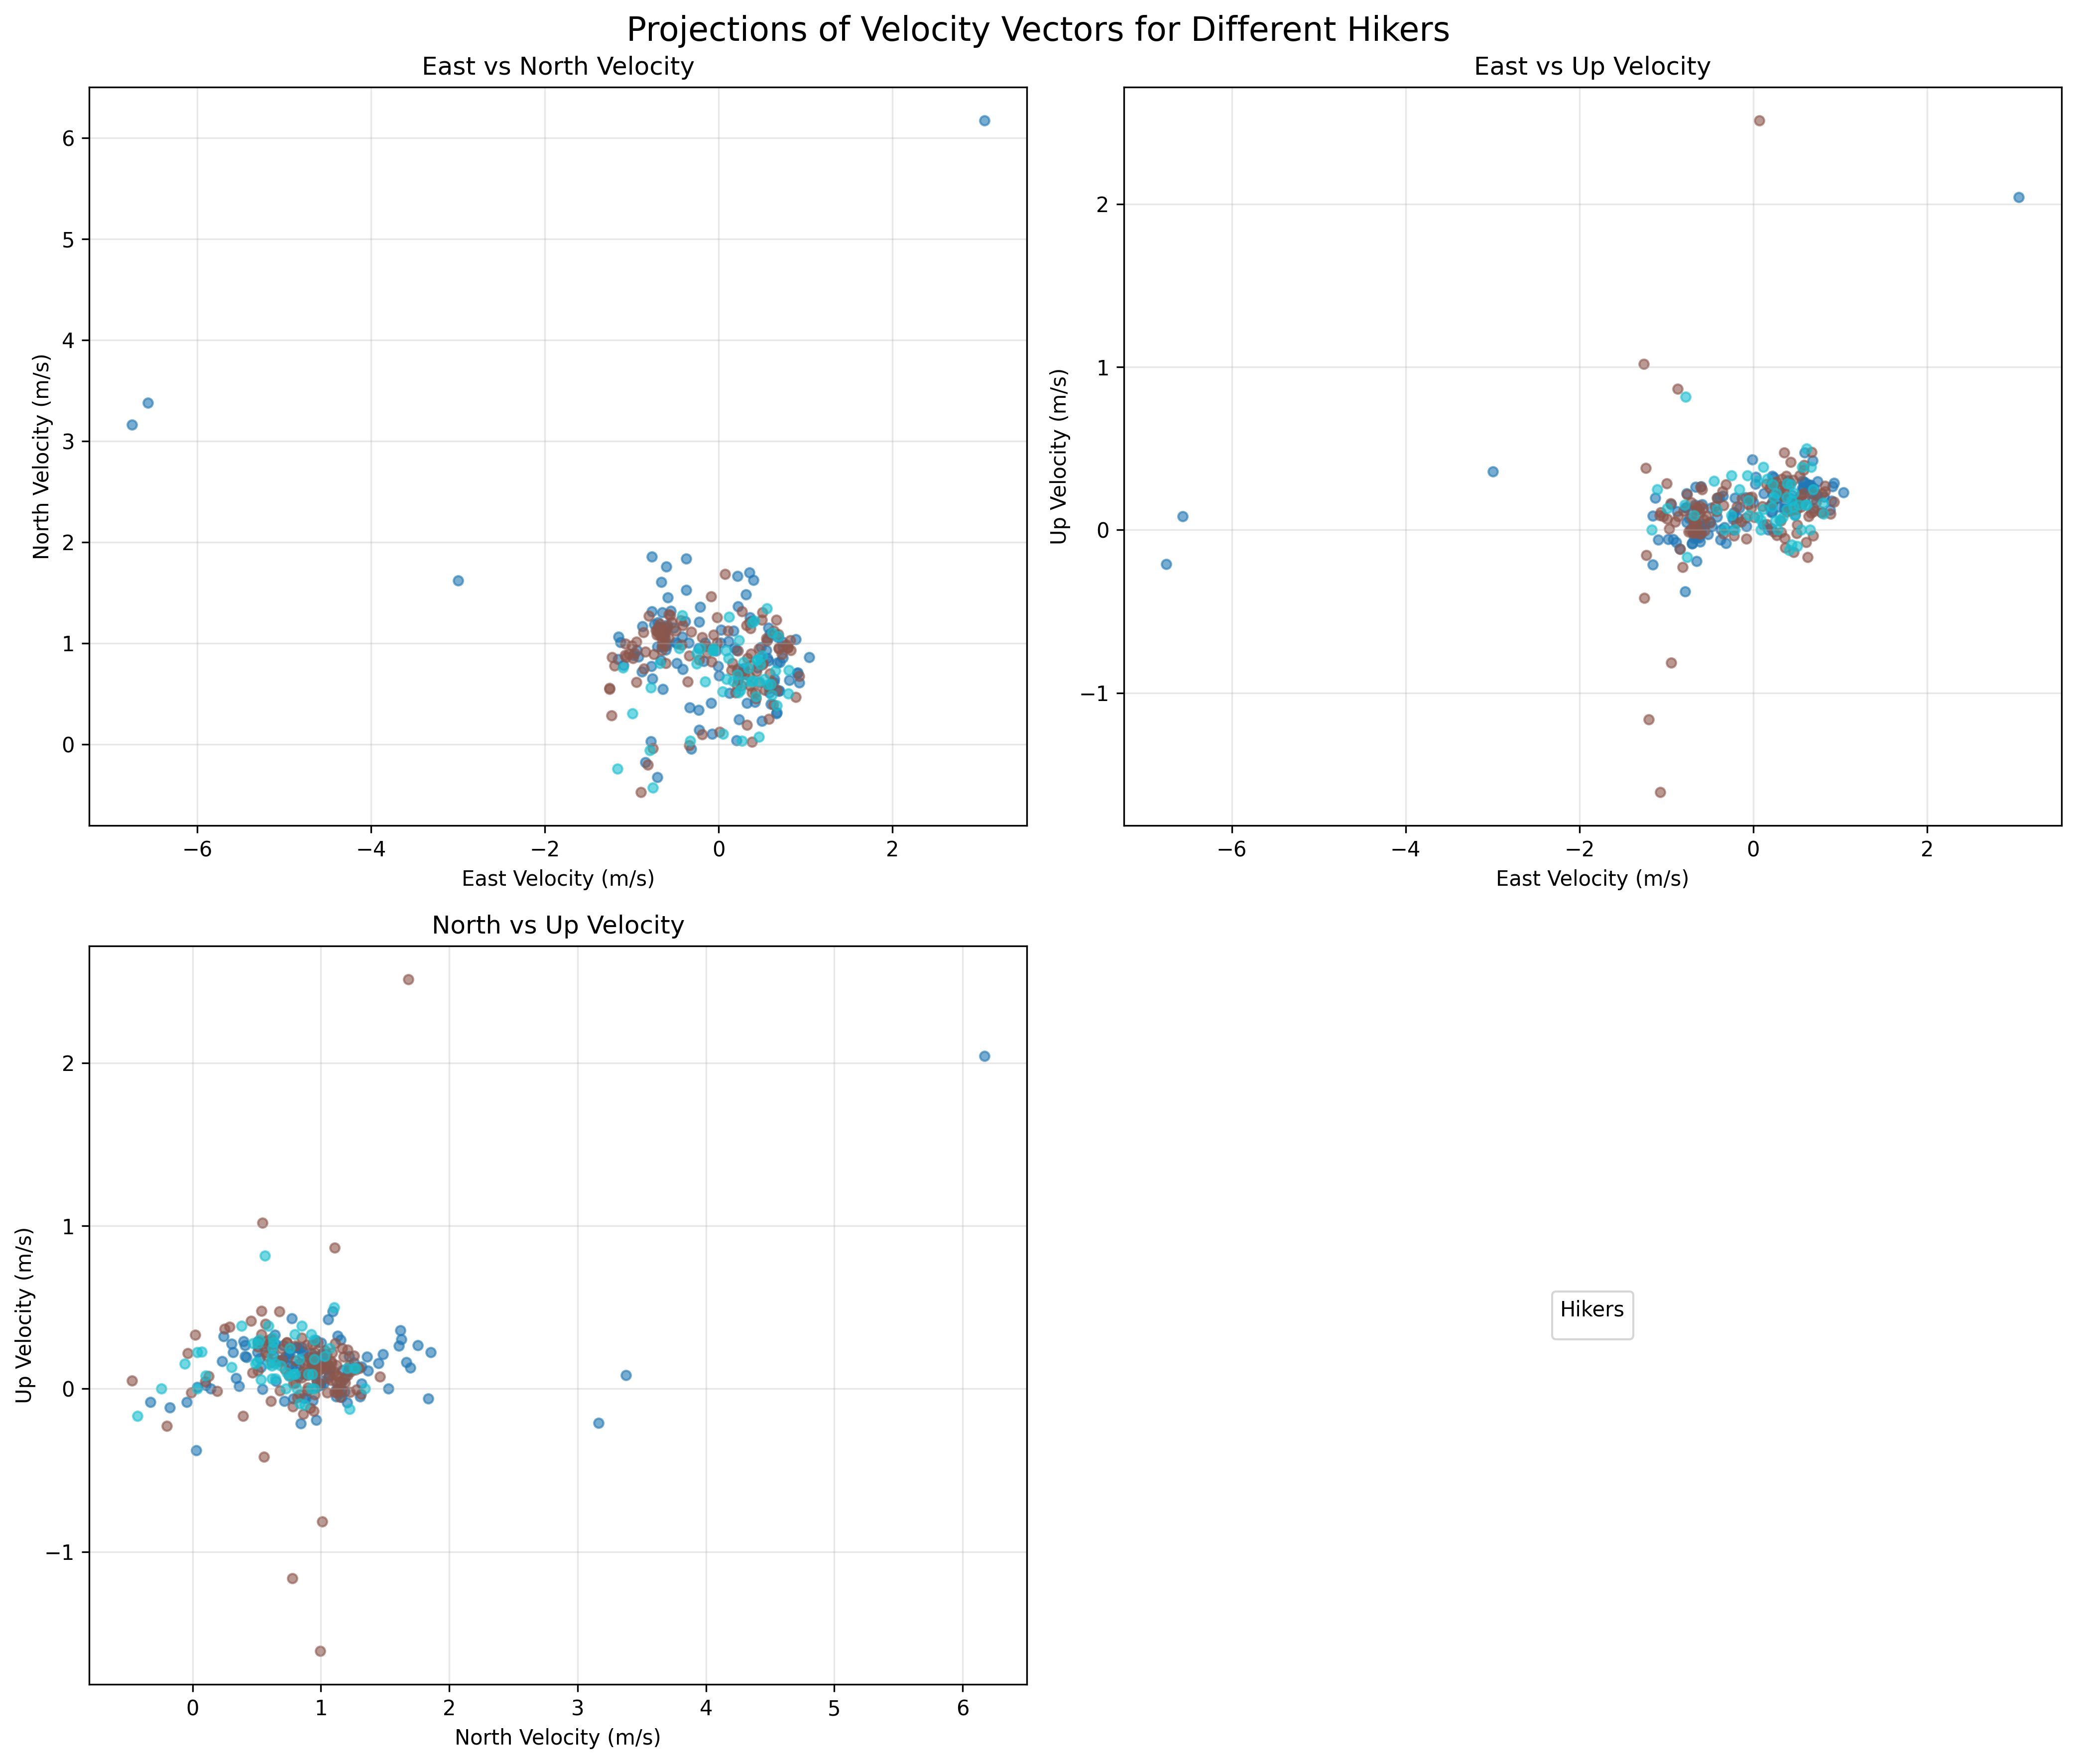 Projections of Velocity Vectors for Different Hikers
East vs North Velocity
6
5
4
3
2
1
0
North Velocity (m/s)
−6 −4 −2 0 2
East Velocity (m/s)
East vs Up Velocity
2
1
0
−1
Up Velocity (m/s)
−6 −4 −2 0 2
East Velocity (m/s)
North vs Up Velocity
2
1
0
−1
Up Velocity (m/s)
0 1 2 3 4 5 6
North Velocity (m/s)
Hikers